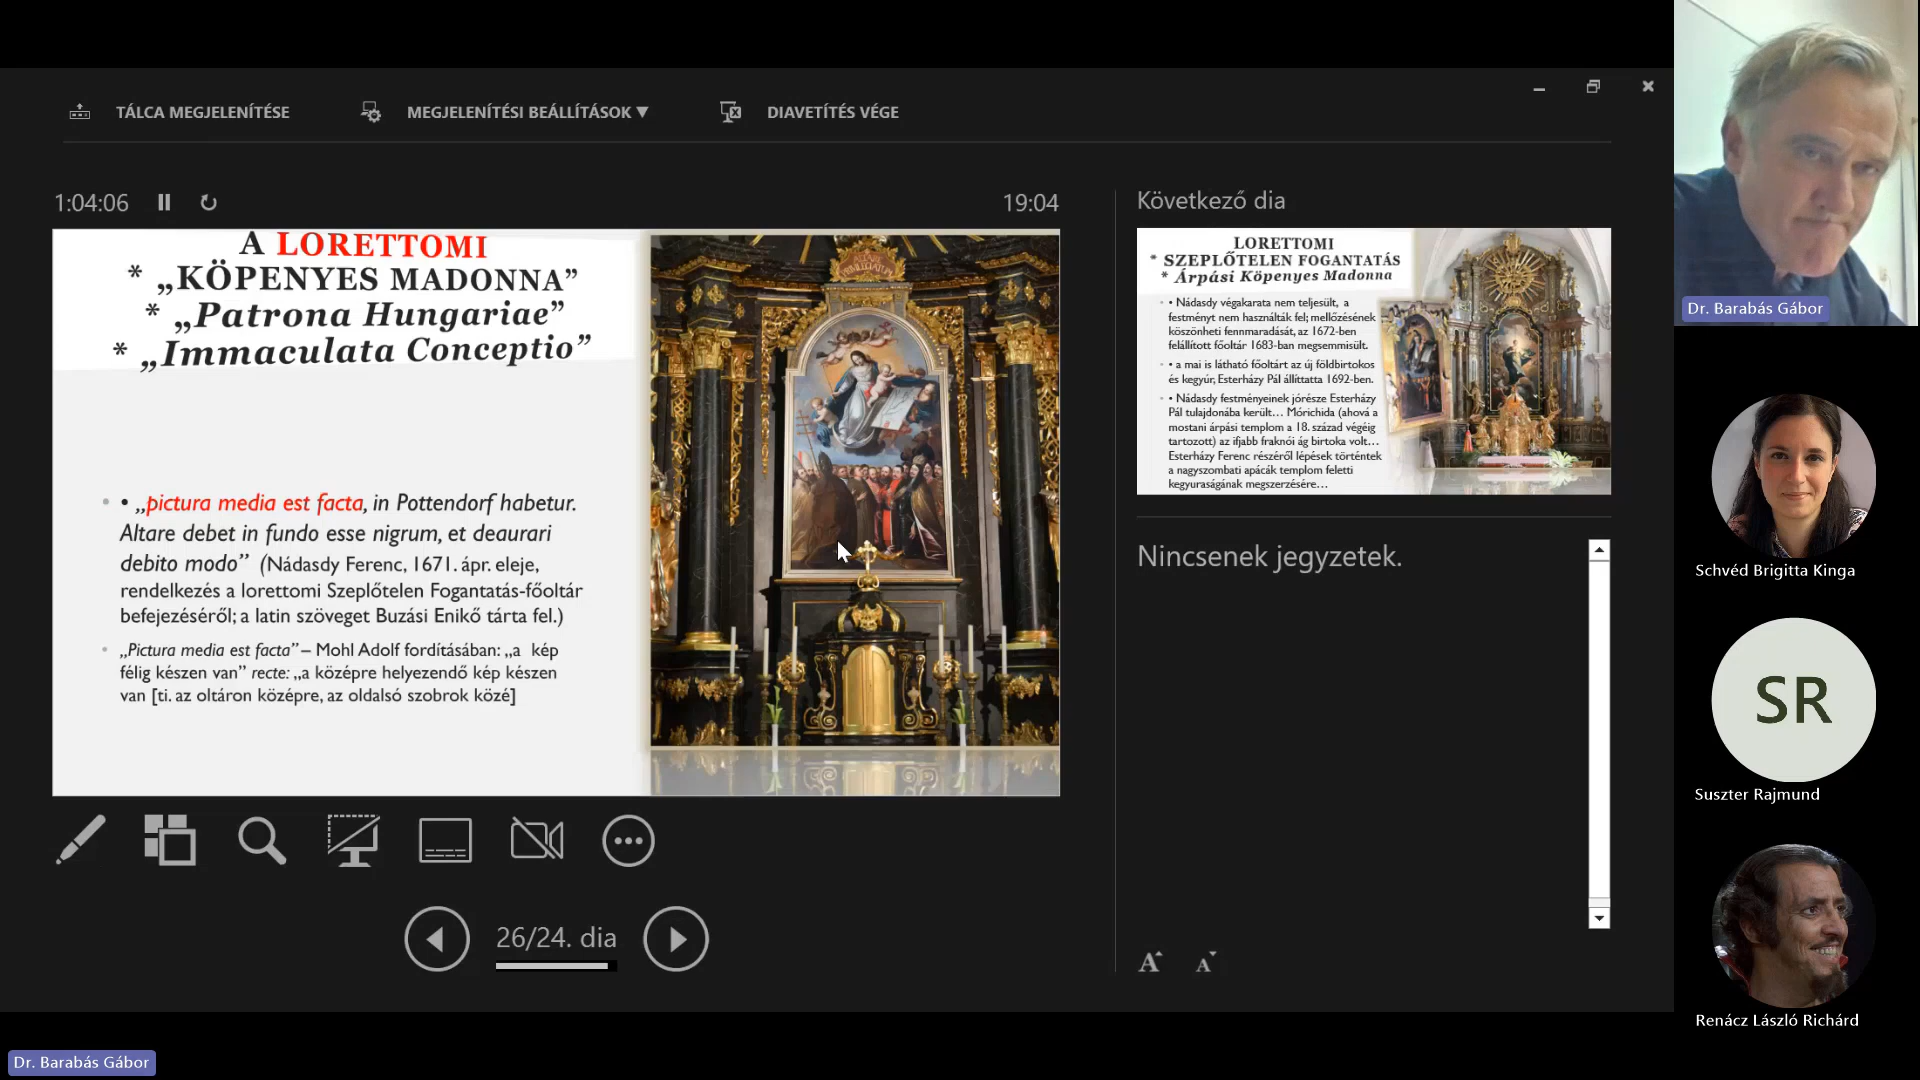 TÁLCA MEGJELENÍTÉSE
MEGJELENÍTÉSI BEÁLLÍTÁSOK ▼
DIAVETÍTÉS VÉGE
1:04:06
19:04
A LORETTOMI
* „KÖPENYES MADONNA”
* „Patrona Hungariae”
* „Immaculata Conceptio”
• • „pictura media est facta, in Pottendorf habetur.
Altare debet in fundo esse nigrum, et deaurari
debito modo” (Nádasdy Ferenc, 1671. ápr. eleje,
rendelkezés a lorettomi Szeplőtelen Fogantatás-főoltár
befejezéséről; a latin szöveget Buzási Enikő tárta fel.)
• „Pictura media est facta” – Mohl Adolf fordításában: „a kép
félig készen van” recte: „a középre helyezendő kép készen
van [ti. az oltáron középre, az oldalsó szobrok közé]
26/24. dia
Következő dia
LORETTOMI
* SZEPLŐTELEN FOGANTATÁS
* Árpási Köpenyes Madonna
• • Nádasdy végakarata nem teljesült, a
festményt nem használták fel; mellőzésének
köszönheti fennmaradását, az 1672-ben
felállított főoltár 1683-ban megsemmisült.
• • a mai is látható főoltárt az új földbirtokos
és kegyúr, Esterházy Pál állíttatta 1692-ben.
• • Nádasdy festményeinek jórésze Esterházy
Pál tulajdonába került… Mórichida (ahová a
mostani árpási templom a 18. század végéig
tartozott) az ifjabb fraknói ág birtoka volt…
Esterházy Ferenc részéről lépések történtek
a nagyszombati apácák templom feletti
kegyuraságának megszerzésére…
Nincsenek jegyzetek.
A A
Dr. Barabás Gábor
Schvéd Brigitta Kinga
SR
Suszter Rajmund
Renácz László Richárd
Dr. Barabás Gábor